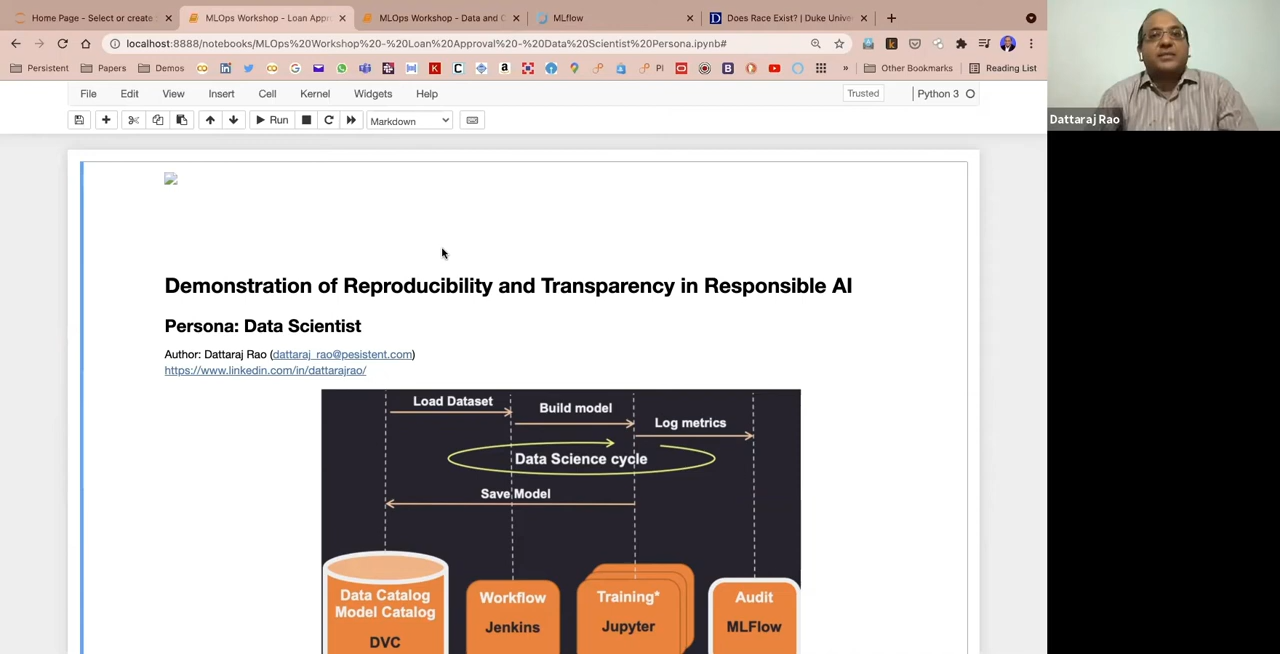 Home Page - Select or create
MLOps Workshop - Loan Appr
MLOps Workshop - Data and C
MLflow
Does Race Exist? | Duke Unive
localhost:8888/notebooks/MLOps%20Workshop%20-%20Loan%20Approval%20-%20Data%20Scientist%20Persona.ipynb#
Persistent
Papers
Demos
PI
Other Bookmarks
Reading List
File Edit View Insert Cell Kernel Widgets Help
Trusted
Python 3
Run
Markdown
Dattaraj Rao
Demonstration of Reproducibility and Transparency in Responsible AI
Persona: Data Scientist
Author: Dattaraj Rao (dattaraj_rao@pesistent.com)
https://www.linkedin.com/in/dattarajrao/
Load Dataset
Build model
Log metrics
Data Science cycle
Save Model
Data Catalog
Model Catalog
DVC
Workflow
Jenkins
Training*
Jupyter
Audit
MLFlow